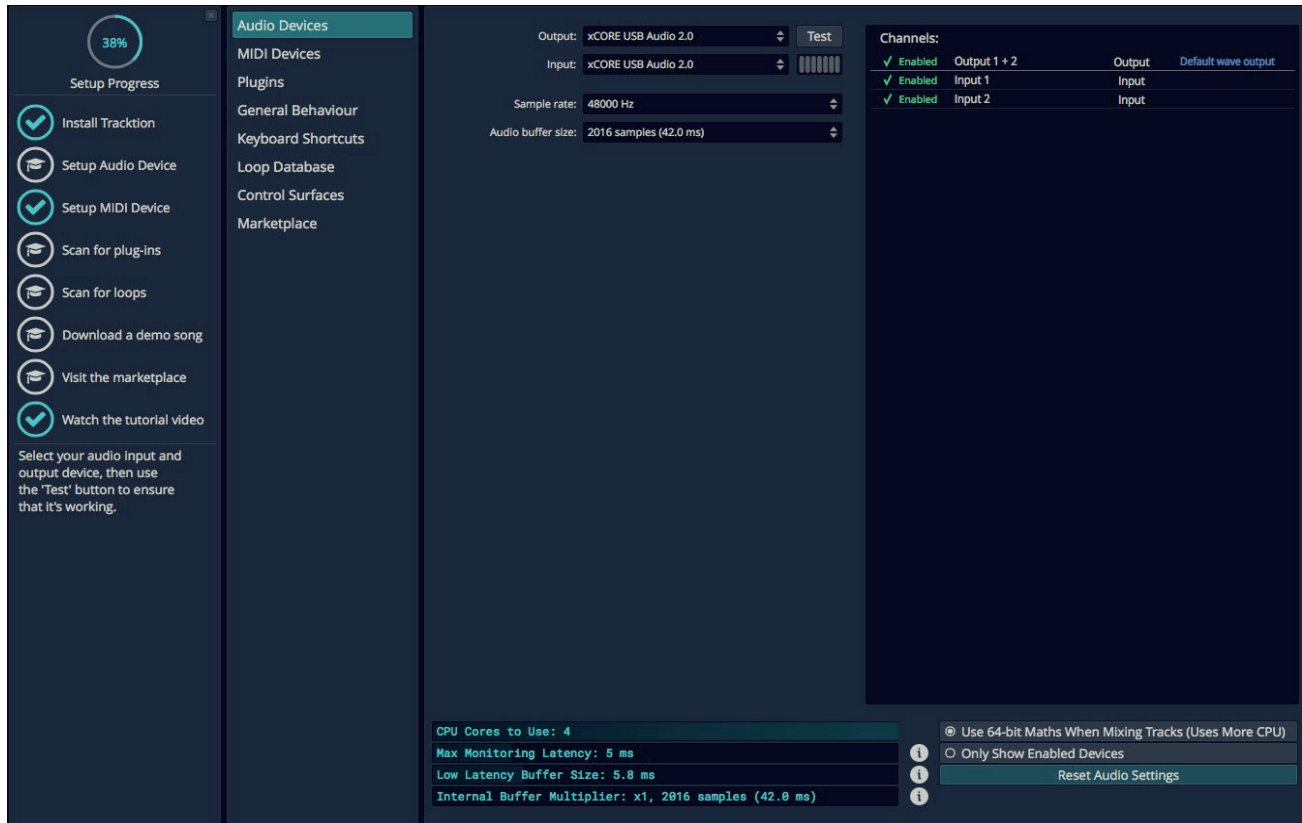 38%
Setup Progress
Install Tracktion
Setup Audio Device
Setup MIDI Device
Scan for plug-ins
Scan for loops
Download a demo song
Visit the marketplace
Watch the tutorial video
Select your audio input and
output device, then use
the 'Test' button to ensure
that it's working.
Audio Devices
MIDI Devices
Plugins
General Behaviour
Keyboard Shortcuts
Loop Database
Control Surfaces
Marketplace
Output: xCORE USB Audio 2.0 Test
Input: xCORE USB Audio 2.0
Sample rate: 48000 Hz
Audio buffer size: 2016 samples (42.0 ms)
Channels:
Enabled Output 1 + 2 Output Default wave output
Enabled Input 1 Input
Enabled Input 2 Input
CPU Cores to Use: 4
Max Monitoring Latency: 5 ms
Low Latency Buffer Size: 5.8 ms
Internal Buffer Multiplier: x1, 2016 samples (42.0 ms)
Use 64-bit Maths When Mixing Tracks (Uses More CPU)
Only Show Enabled Devices
Reset Audio Settings